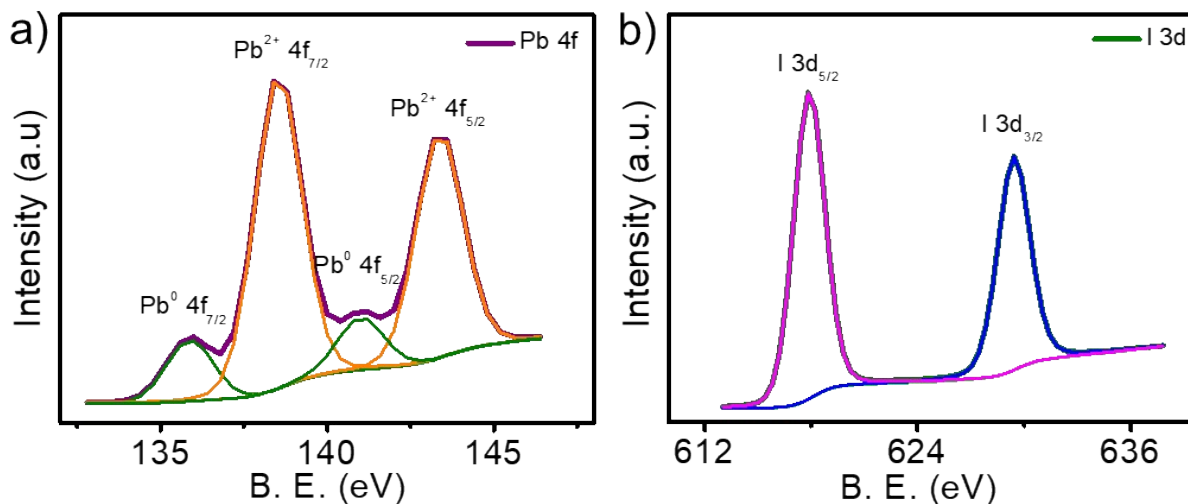 a)
Pb 4f
Pb²⁺ 4f₇/₂
Pb²⁺ 4f₅/₂
Pb⁰ 4f₅/₂
Pb⁰ 4f₇/₂
Intensity (a.u)
135 140 145
B. E. (eV)
b)
I 3d
I 3d₅/₂
I 3d₃/₂
Intensity (a.u.)
612 624 636
B. E. (eV)